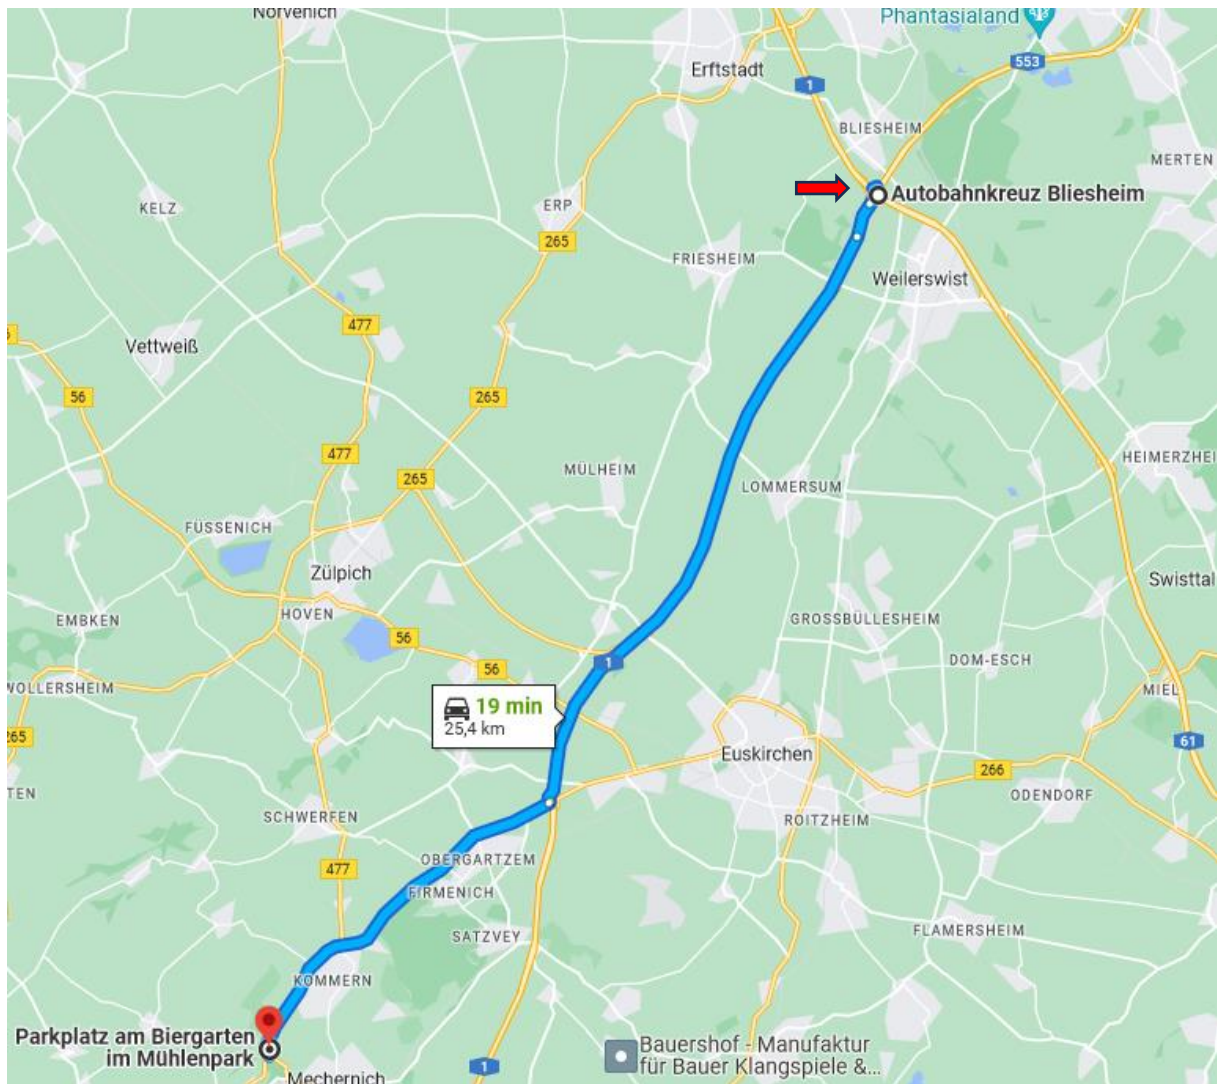 Nörvenich
Phantasialand
553
Erftstadt
1
BLIESHEIM
MERTEN
Autobahnkreuz Bliesheim
KELZ
ERP
265
FRIESHEIM
Weilerswist
477
Vettweiß
56
265
477
265
MÜLHEIM
LOMMERSUM
HEIMERZHEI
FÜSSENICH
Zülpich
Swisttal
EMBKEN
HOVEN
GROSSBÜLLESHEIM
56
1
56
DOM-ESCH
WOLLERSHEIM
MIEL
19 min
25,4 km
265
61
Euskirchen
266
TEN
ODENDORF
SCHWERFEN
ROITZHEIM
OBERGARTZEM
477
FIRMENICH
SATZVEY
FLAMERSHEIM
KOMMERN
Parkplatz am Biergarten
im Mühlenpark
Bauershof - Manufaktur
für Bauer Klangspiele &...
1
Mechernich